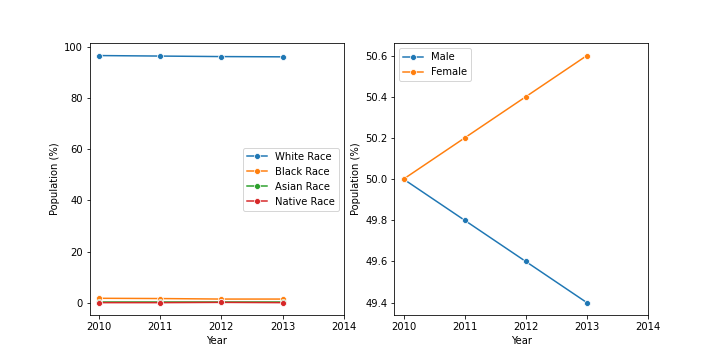 100
80
60
40
20
0
Population (%)
White Race
Black Race
Asian Race
Native Race
2010 2011 2012 2013 2014
Year
50.6
50.4
50.2
50.0
49.8
49.6
49.4
Population (%)
Male
Female
2010 2011 2012 2013 2014
Year